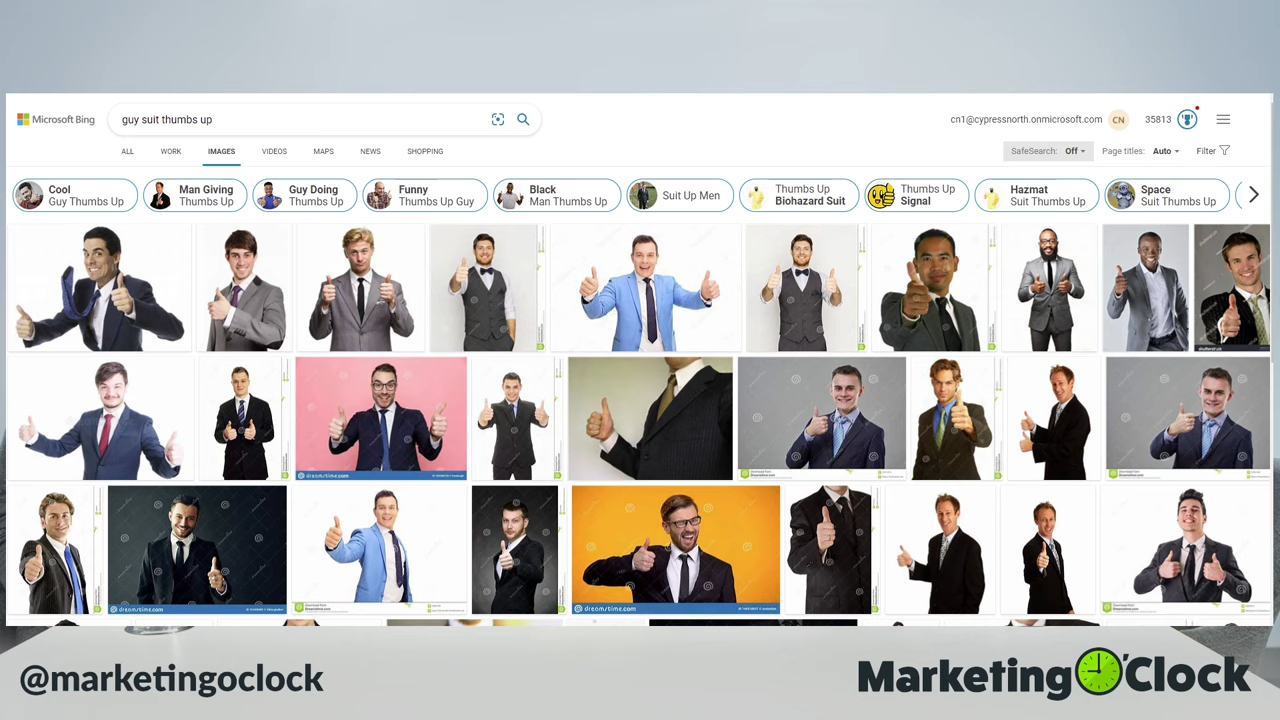 Microsoft Bing
guy suit thumbs up
cn1@cypressnorth.onmicrosoft.com
CN
35813
ALL
WORK
IMAGES
VIDEOS
MAPS
NEWS
SHOPPING
SafeSearch: Off
Page titles: Auto
Filter
Cool
Guy Thumbs Up
Man Giving
Thumbs Up
Guy Doing
Thumbs Up
Funny
Thumbs Up Guy
Black
Man Thumbs Up
Suit Up Men
Thumbs Up
Biohazard Suit
Thumbs Up
Signal
Hazmat
Suit Thumbs Up
Space
Suit Thumbs Up
dreamstime.com
dreamstime.com
dreamstime.com
@marketingoclock
Marketing O'Clock